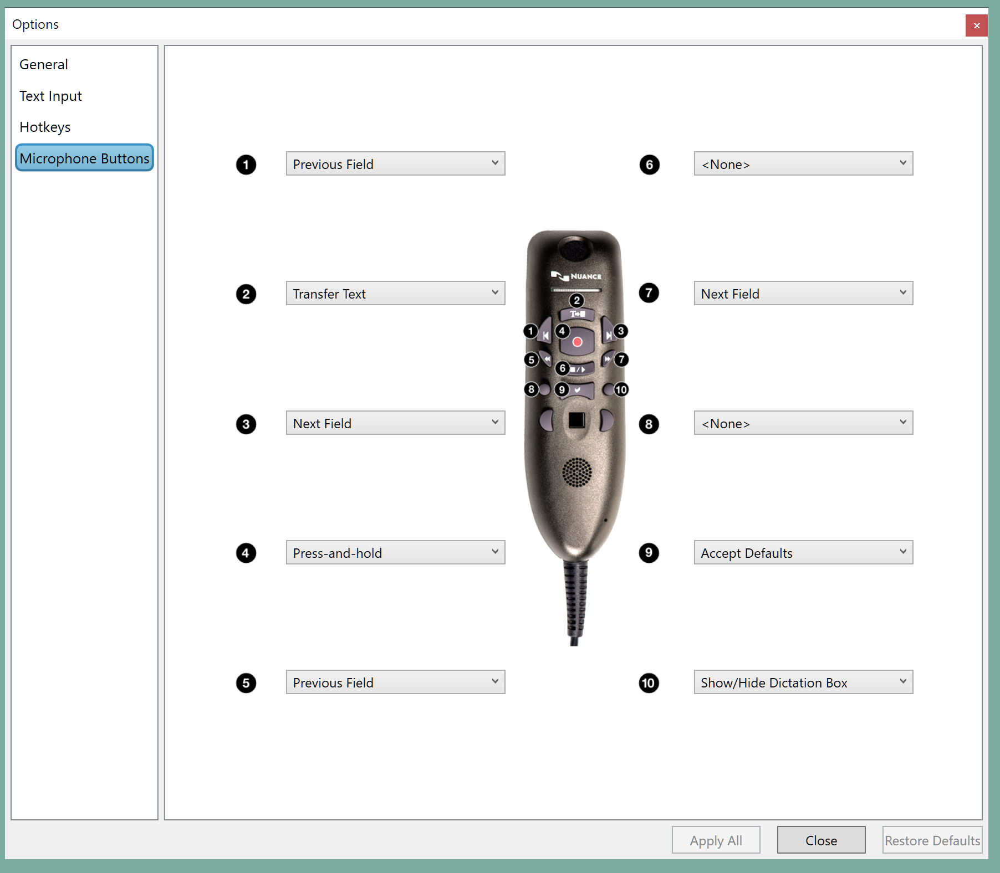 Options
General
Text Input
Hotkeys
Microphone Buttons
1 Previous Field
6 <None>
2 Transfer Text
7 Next Field
3 Next Field
8 <None>
4 Press-and-hold
9 Accept Defaults
5 Previous Field
10 Show/Hide Dictation Box
NUANCE
2
T
1 4 3
5 6 7
8 9 10
Apply All
Close
Restore Defaults